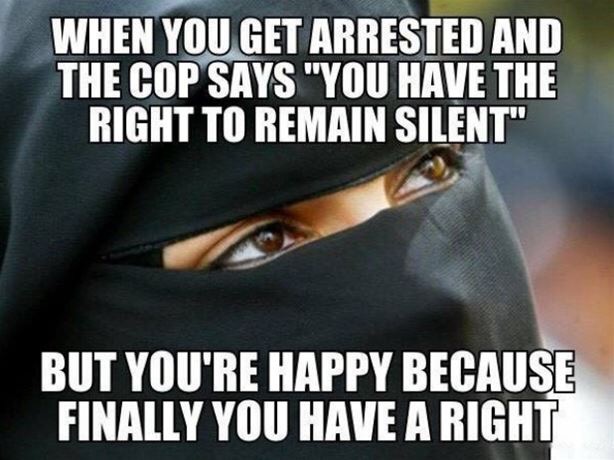 WHEN YOU GET ARRESTED AND
THE COP SAYS "YOU HAVE THE
RIGHT TO REMAIN SILENT"
BUT YOU'RE HAPPY BECAUSE
FINALLY YOU HAVE A RIGHT